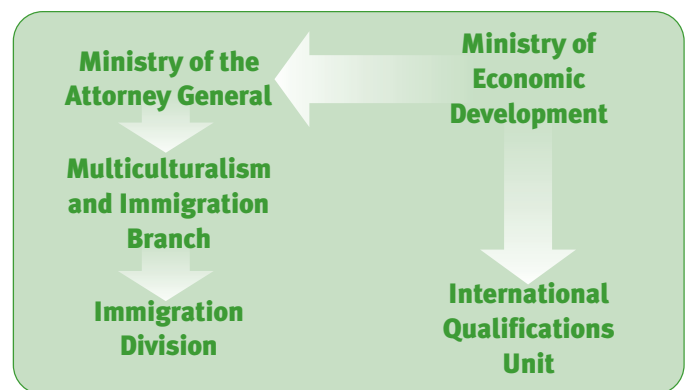 Ministry of the
Attorney General
Multiculturalism
and Immigration
Branch
Immigration
Division
Ministry of
Economic
Development
International
Qualifications
Unit